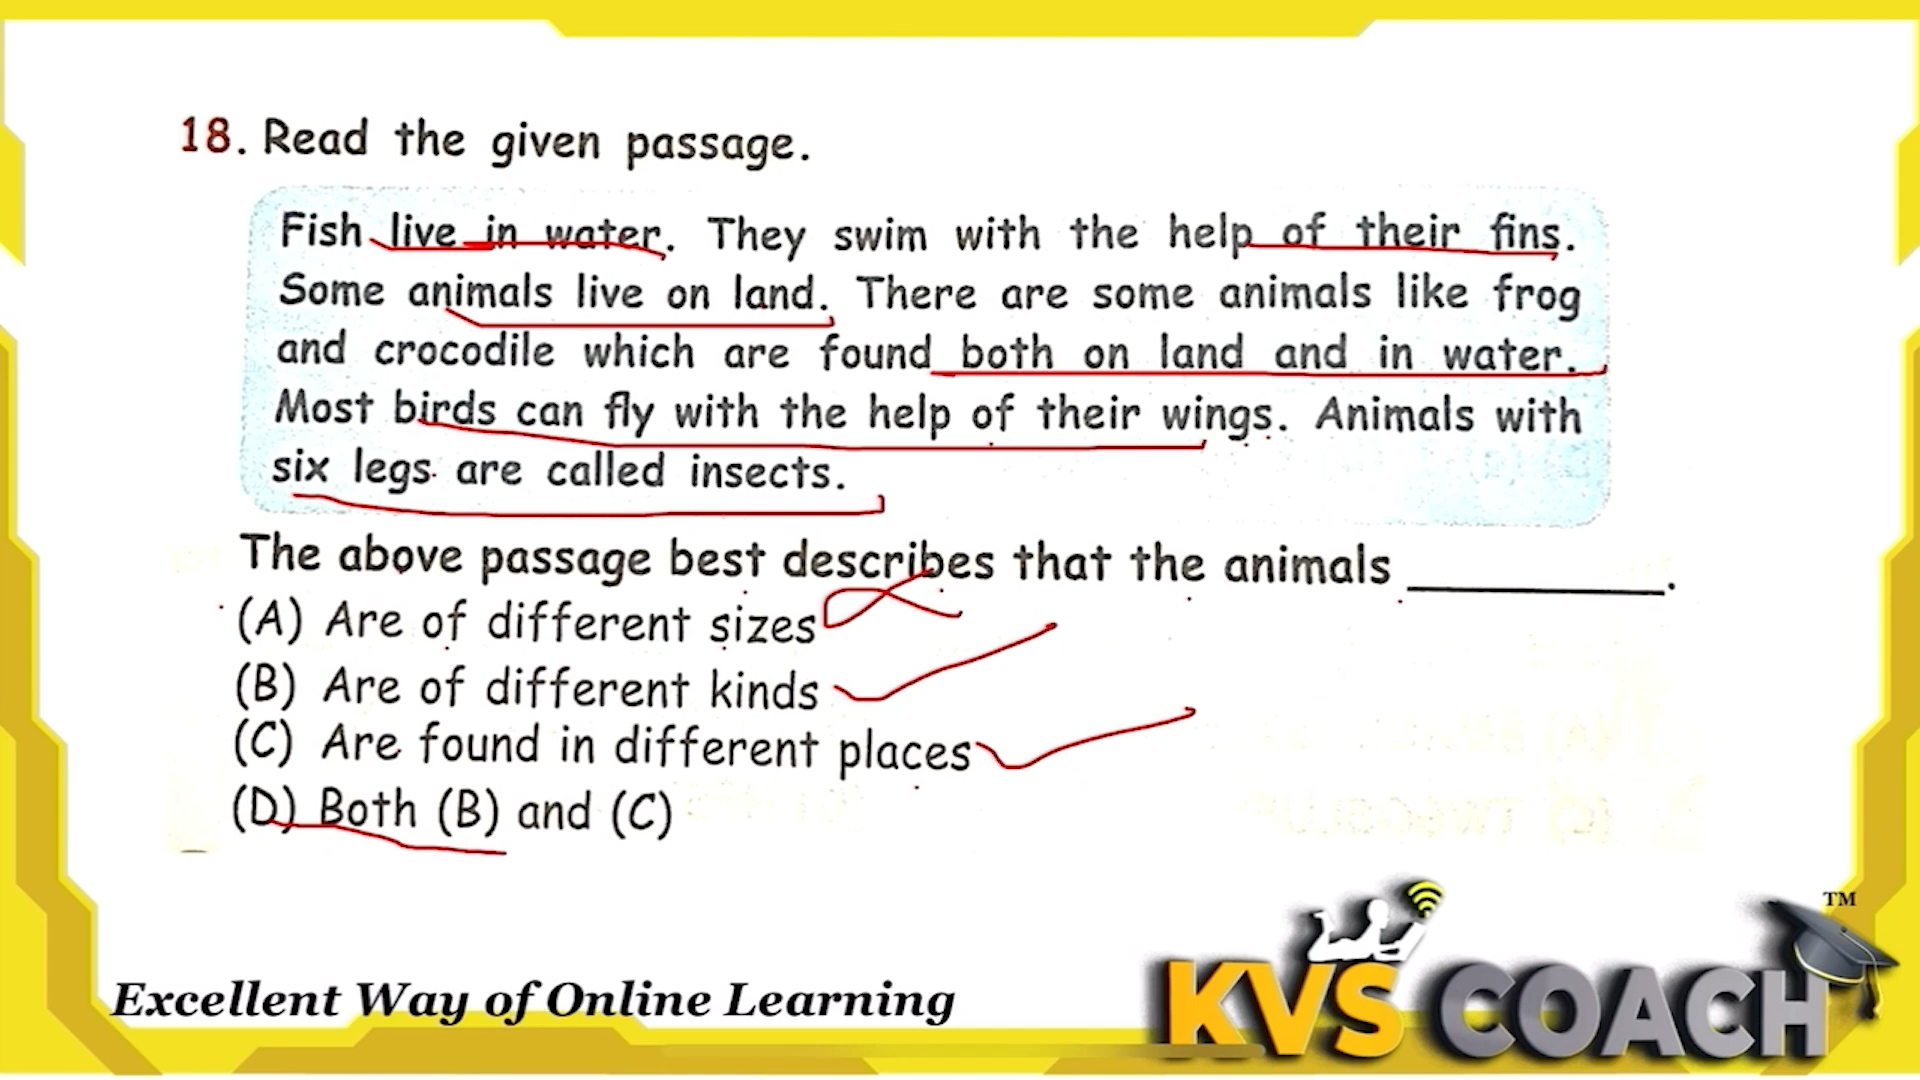 18. Read the given passage.
Fish live in water. They swim with the help of their fins.
Some animals live on land. There are some animals like frog
and crocodile which are found both on land and in water.
Most birds can fly with the help of their wings. Animals with
six legs are called insects.
The above passage best describes that the animals __________.
(A) Are of different sizes
(B) Are of different kinds
(C) Are found in different places
(D) Both (B) and (C)
TM
KVS COACH
Excellent Way of Online Learning